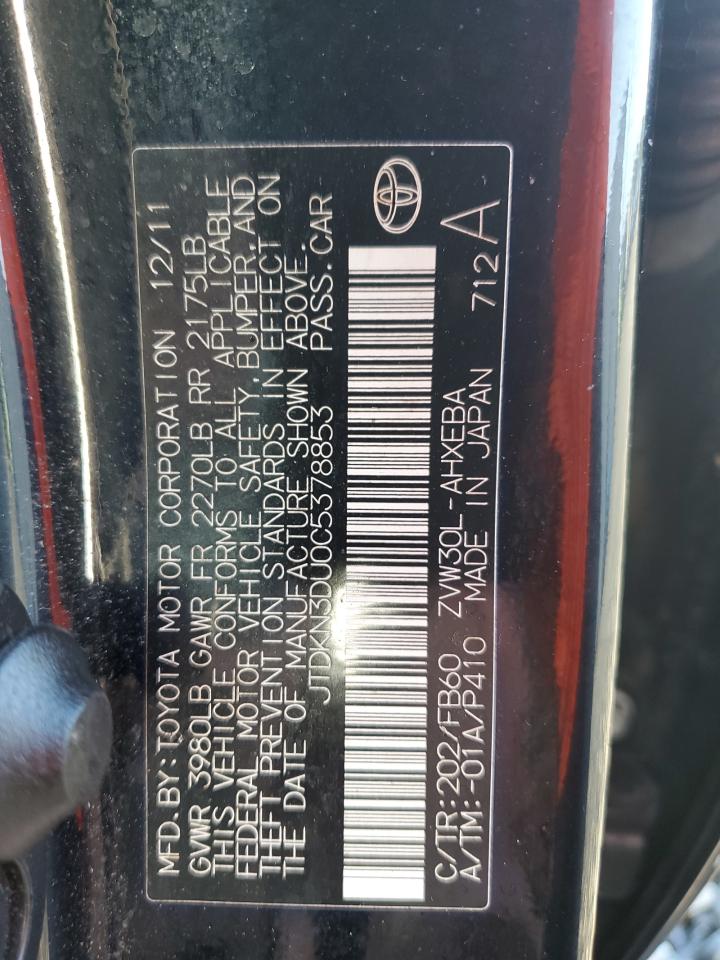 MFD. BY: TOYOTA MOTOR CORPORATION 12/11
GVWR 3980LB GAWR FR 2270LB RR 2175LB
THIS VEHICLE CONFORMS TO ALL APPLICABLE
FEDERAL MOTOR VEHICLE SAFETY, BUMPER, AND
THEFT PREVENTION STANDARDS IN EFFECT ON
THE DATE OF MANUFACTURE SHOWN ABOVE.
JTDKN3DU0C5378853 PASS. CAR
C/TR:202/FB60 ZVW30L-AHXEBA
A/TM:-01A/P410 MADE IN JAPAN 712 A